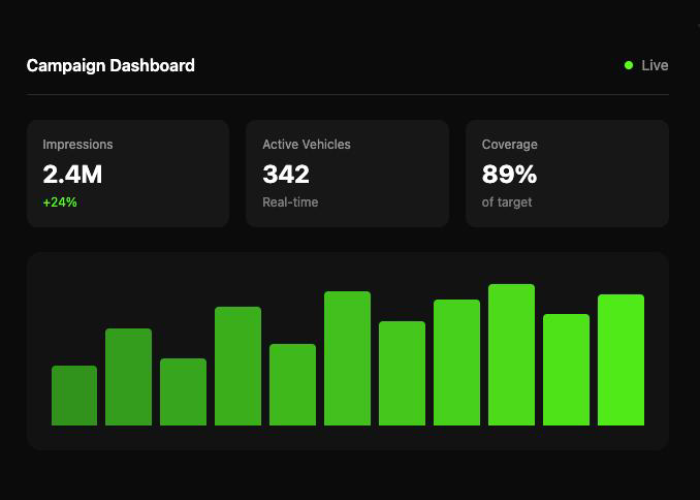 Campaign Dashboard
Live
Impressions
2.4M
+24%
Active Vehicles
342
Real-time
Coverage
89%
of target